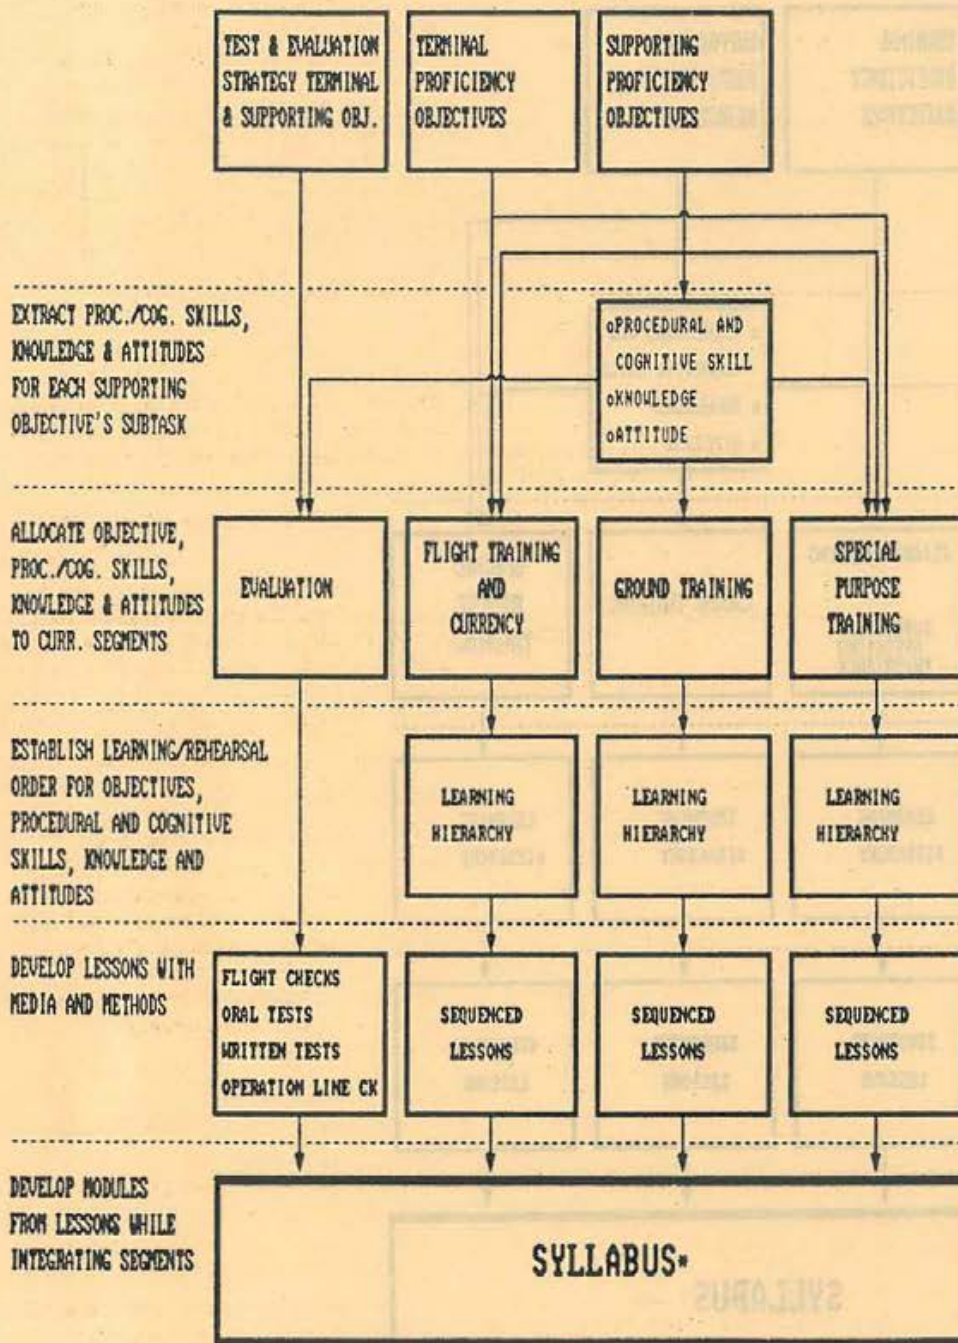 TEST & EVALUATION
STRATEGY TERMINAL
& SUPPORTING OBJ.
TERMINAL
PROFICIENCY
OBJECTIVES
SUPPORTING
PROFICIENCY
OBJECTIVES
EXTRACT PROC./COG. SKILLS,
KNOWLEDGE & ATTITUDES
FOR EACH SUPPORTING
OBJECTIVE'S SUBTASK
oPROCEDURAL AND
COGNITIVE SKILL
oKNOWLEDGE
oATTITUDE
ALLOCATE OBJECTIVE,
PROC./COG. SKILLS,
KNOWLEDGE & ATTITUDES
TO CURR. SEGMENTS
EVALUATION
FLIGHT TRAINING
AND
CURRENCY
GROUND TRAINING
SPECIAL
PURPOSE
TRAINING
ESTABLISH LEARNING/REHEARSAL
ORDER FOR OBJECTIVES,
PROCEDURAL AND COGNITIVE
SKILLS, KNOWLEDGE AND
ATTITUDES
LEARNING
HIERARCHY
LEARNING
HIERARCHY
LEARNING
HIERARCHY
DEVELOP LESSONS WITH
MEDIA AND METHODS
FLIGHT CHECKS
ORAL TESTS
WRITTEN TESTS
OPERATION LINE CK
SEQUENCED
LESSONS
SEQUENCED
LESSONS
SEQUENCED
LESSONS
DEVELOP MODULES
FROM LESSONS WHILE
INTEGRATING SEGMENTS
SYLLABUS*